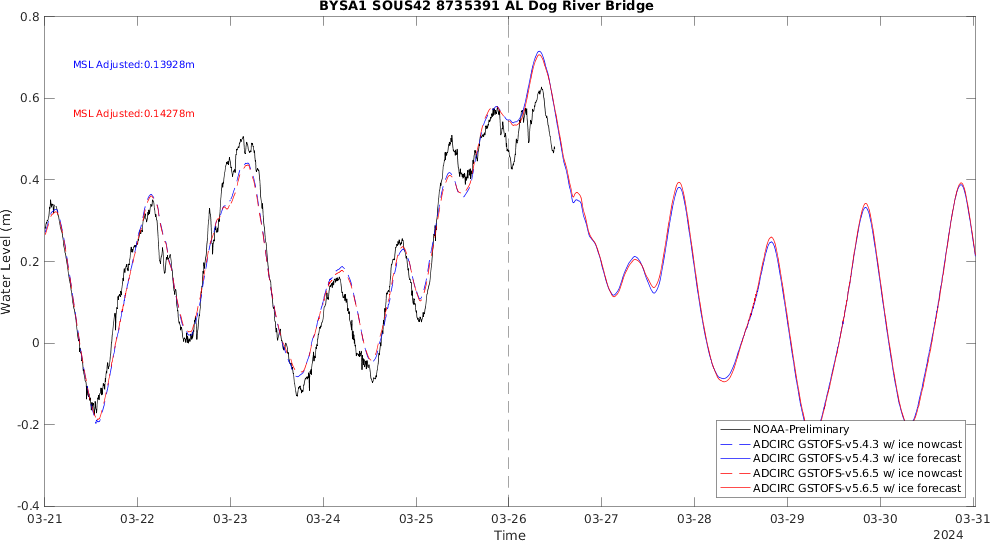 BYSA1 SOUS42 8735391 AL Dog River Bridge
0.8
0.6
0.4
0.2
0
-0.2
-0.4
Water Level (m)
MSL Adjusted:0.13928m
MSL Adjusted:0.14278m
NOAA-Preliminary
ADCIRC GSTOFS-v5.4.3 w/ ice nowcast
ADCIRC GSTOFS-v5.4.3 w/ ice forecast
ADCIRC GSTOFS-v5.6.5 w/ ice nowcast
ADCIRC GSTOFS-v5.6.5 w/ ice forecast
03-21 03-22 03-23 03-24 03-25 03-26 03-27 03-28 03-29 03-30 03-31
Time
2024